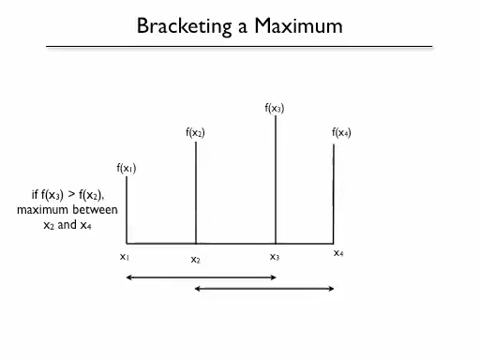 Bracketing a Maximum
f(x₃)
f(x₂)
f(x₄)
f(x₁)
if f(x₃) > f(x₂),
maximum between
x₂ and x₄
x₁
x₂
x₃
x₄